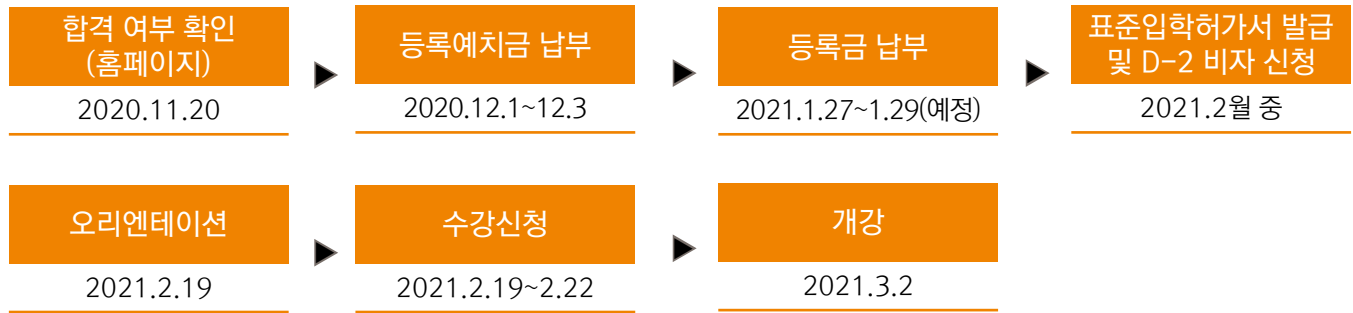 합격 여부 확인
(홈페이지)
2020.11.20
등록예치금 납부
2020.12.1~12.3
등록금 납부
2021.1.27~1.29(예정)
표준입학허가서 발급
및 D-2 비자 신청
2021.2월 중
오리엔테이션
2021.2.19
수강신청
2021.2.19~2.22
개강
2021.3.2